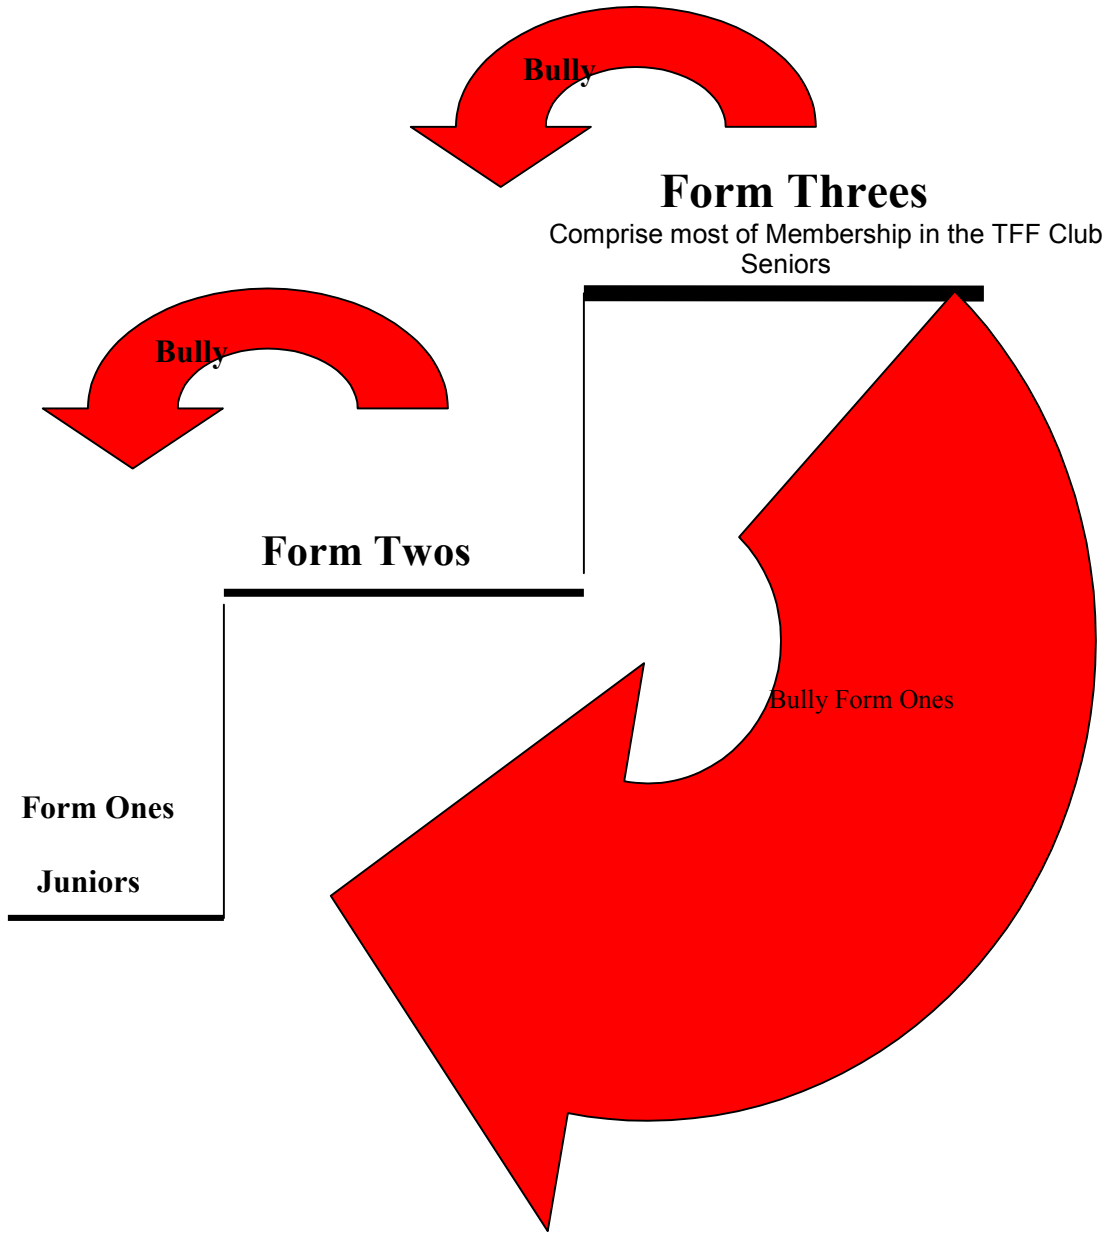 Bully
Form Threes
Comprise most of Membership in the TFF Club
Seniors
Bully
Form Twos
Bully Form Ones
Form Ones
Juniors